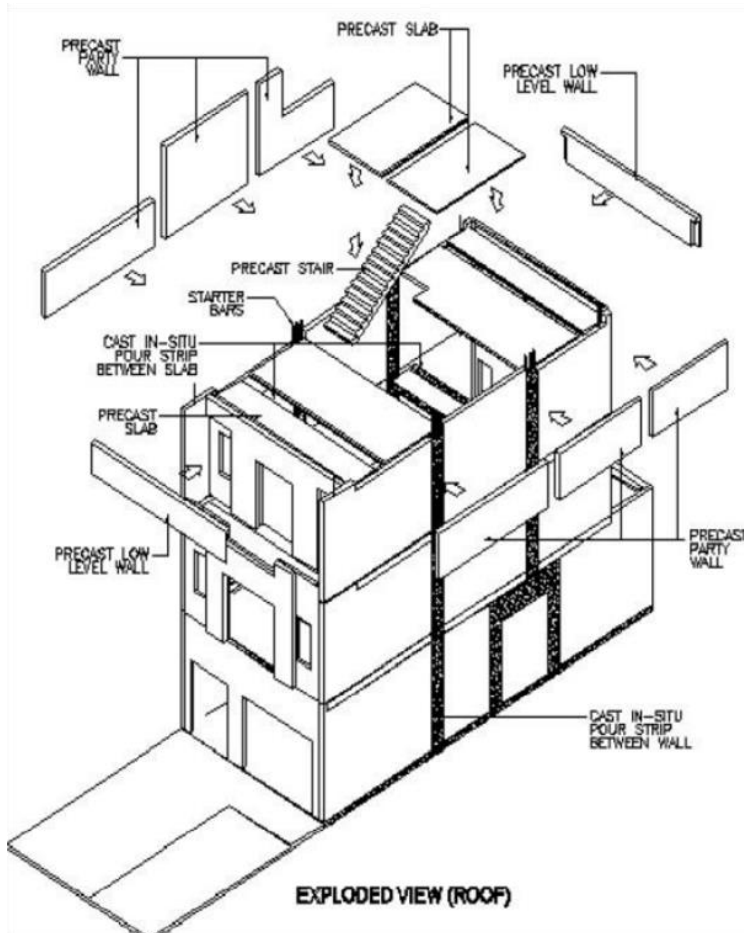 PRECAST
PARTY
WALL
PRECAST SLAB
PRECAST LOW
LEVEL WALL
PRECAST STAIR
STARTER
BARS
CAST IN-SITU
POUR STRIP
BETWEEN SLAB
PRECAST
SLAB
PRECAST LOW
LEVEL WALL
PRECAST
PARTY
WALL
CAST IN-SITU
POUR STRIP
BETWEEN WALL
EXPLODED VIEW (ROOF)